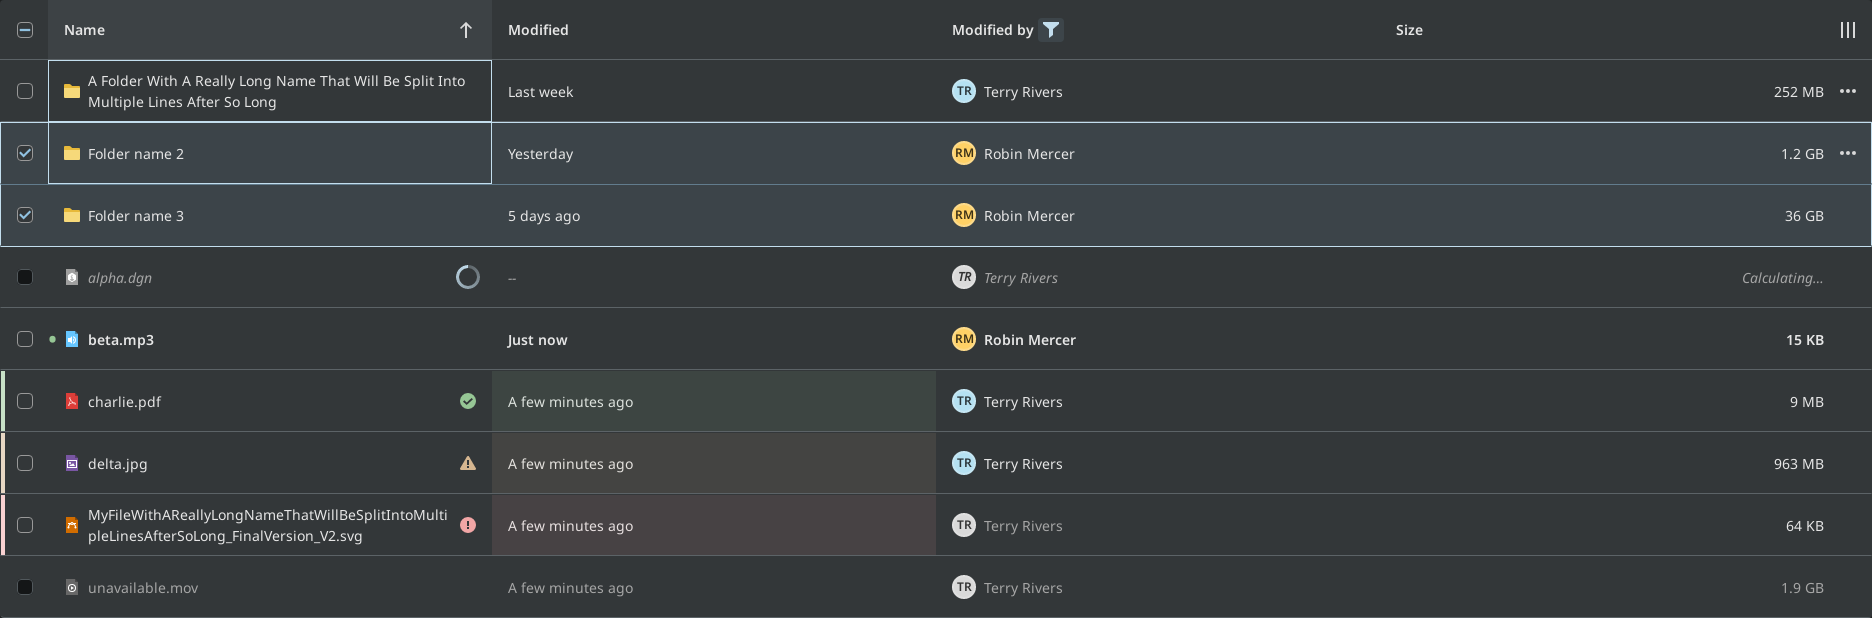 Name Modified Modified by Size
A Folder With A Really Long Name That Will Be Split Into
Multiple Lines After So Long
Last week TR Terry Rivers 252 MB
Folder name 2 Yesterday RM Robin Mercer 1.2 GB
Folder name 3 5 days ago RM Robin Mercer 36 GB
alpha.dgn -- TR Terry Rivers Calculating...
beta.mp3 Just now RM Robin Mercer 15 KB
charlie.pdf A few minutes ago TR Terry Rivers 9 MB
delta.jpg A few minutes ago TR Terry Rivers 963 MB
MyFileWithAReallyLongNameThatWillBeSplitIntoMulti
pleLinesAfterSoLong_FinalVersion_V2.svg
A few minutes ago TR Terry Rivers 64 KB
unavailable.mov A few minutes ago TR Terry Rivers 1.9 GB